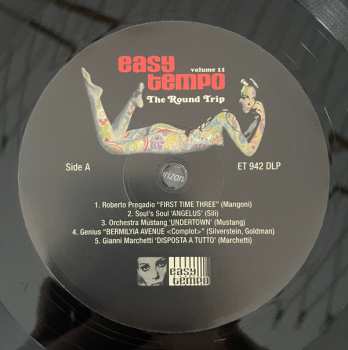 easy
volume 11
tempo
The Round Trip
Side A
ET 942 DLP
1. Roberto Pregadio "FIRST TIME THREE" (Mangoni)
2. Soul's Soul 'ANGELUS' (Sili)
3. Orchestra Mustang 'UNDERTOWN' (Mustang)
4. Genius "BERMILYIA AVENUE <Complot>" (Silverstein, Goldman)
5. Gianni Marchetti 'DISPOSTA A TUTTO' (Marchetti)
easy
tempo